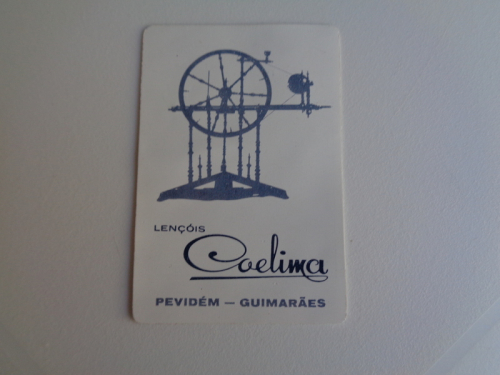 LENÇÓIS
Coelima
PEVIDÉM — GUIMARÃES